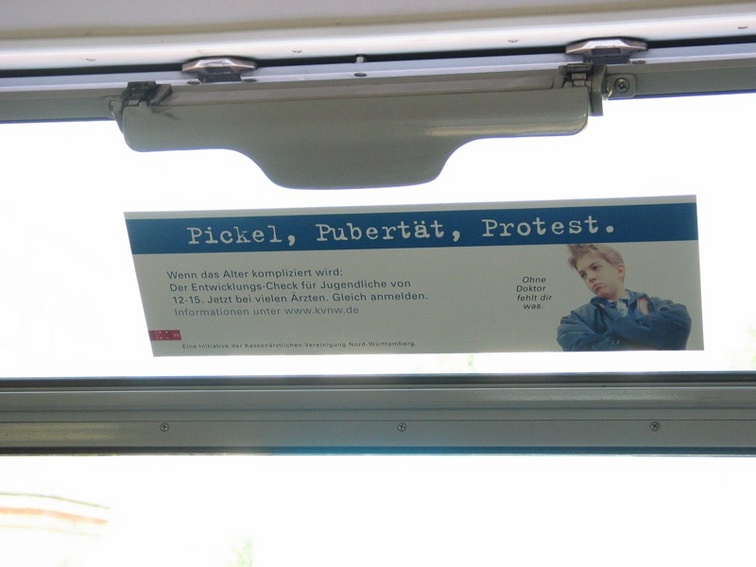 Pickel, Pubertät, Protest.
Wenn das Alter kompliziert wird:
Der Entwicklungs-Check für Jugendliche von
12-15. Jetzt bei vielen Ärzten. Gleich anmelden.
Informationen unter www.kvnw.de
Ohne
Doktor
fehlt dir
was.
Eine Initiative der Kassenärztlichen Vereinigung Nord-Württemberg.